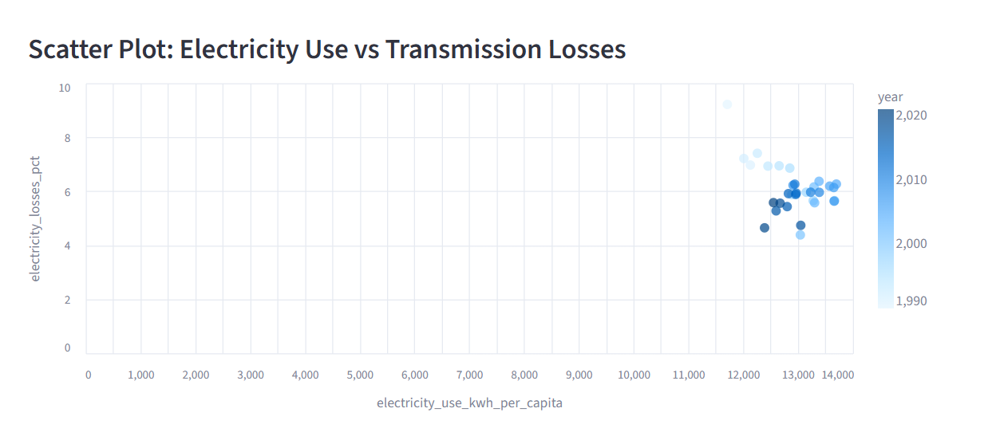 Scatter Plot: Electricity Use vs Transmission Losses
10
8
6
4
2
0
electricity_losses_pct
0 1,000 2,000 3,000 4,000 5,000 6,000 7,000 8,000 9,000 10,000 11,000 12,000 13,000 14,000
electricity_use_kwh_per_capita
year
2,020
2,010
2,000
1,990